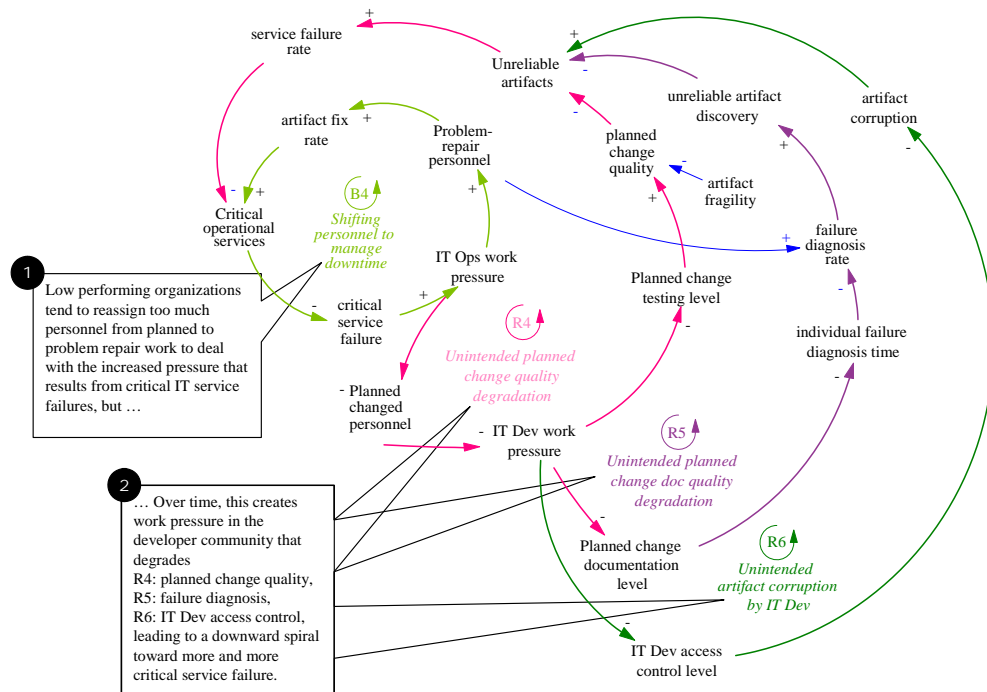 +
service failure
rate
+
Unreliable
artifacts
-
-
unreliable artifact
discovery
artifact
corruption
-
artifact fix
rate
+
Problem-
repair
personnel
planned
change
quality
-
artifact
fragility
+
+
+
-
+
B4
Shifting
personnel to
manage
downtime
Critical
operational
services
+
failure
diagnosis
rate
IT Ops work
pressure
Planned change
testing level
-
-
1
Low performing organizations
tend to reassign too much
personnel from planned to
problem repair work to deal
with the increased pressure that
results from critical IT service
failures, but …
-
critical
service
failure
+
R4
Unintended planned
change quality
degradation
individual failure
diagnosis time
-
- Planned
changed
personnel
- IT Dev work
pressure
R5
Unintended planned
change doc quality
degradation
2
… Over time, this creates
work pressure in the
developer community that
degrades
R4: planned change quality,
R5: failure diagnosis,
R6: IT Dev access control,
leading to a downward spiral
toward more and more
critical service failure.
-
Planned change
documentation
level
R6
Unintended
artifact corruption
by IT Dev
-
IT Dev access
control level